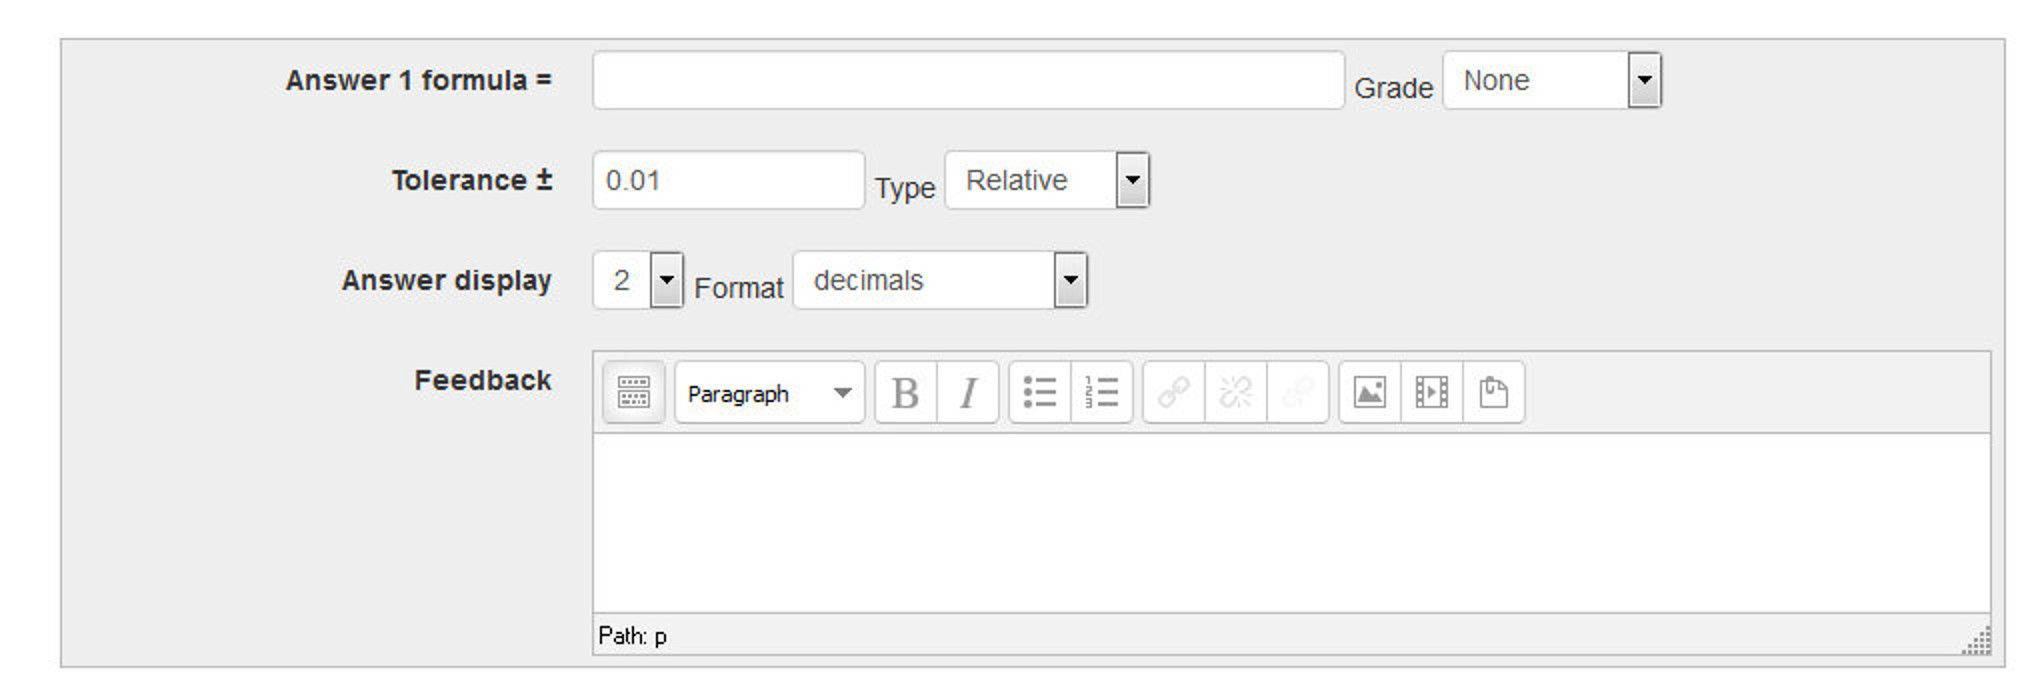 Answer 1 formula = Grade None
Tolerance ± 0.01 Type Relative
Answer display 2 Format decimals
Feedback
Paragraph B I
Path: p